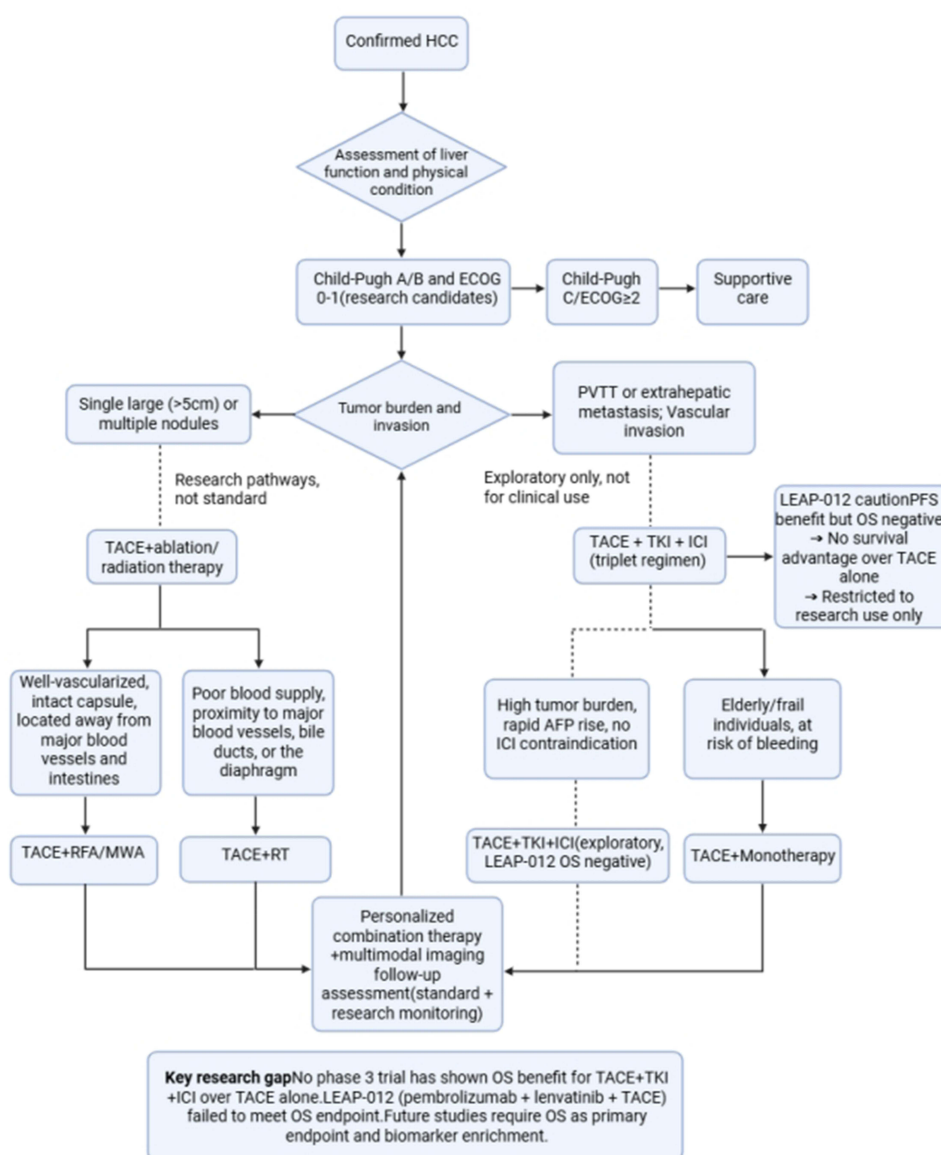 Confirmed HCC
Assessment of liver
function and physical
condition
Child-Pugh A/B and ECOG
0-1(research candidates)
Child-Pugh
C/ECOG≥2
Supportive
care
Tumor burden and
invasion
Single large (>5cm) or
multiple nodules
PVTT or extrahepatic
metastasis; Vascular
invasion
Research pathways,
not standard
Exploratory only, not
for clinical use
TACE+ablation/
radiation therapy
TACE + TKI + ICI
(triplet regimen)
LEAP-012 cautionPFS
benefit but OS negative
→ No survival
advantage over TACE
alone
→ Restricted to
research use only
Well-vascularized,
intact capsule,
located away from
major blood
vessels and
intestines
Poor blood supply,
proximity to major
blood vessels, bile
ducts, or the
diaphragm
High tumor burden,
rapid AFP rise, no
ICI contraindication
Elderly/frail
individuals, at
risk of bleeding
TACE+RFA/MWA
TACE+RT
TACE+TKI+ICI(exploratory,
LEAP-012 OS negative)
TACE+Monotherapy
Personalized
combination therapy
+multimodal imaging
follow-up
assessment(standard +
research monitoring)
Key research gapNo phase 3 trial has shown OS benefit for TACE+TKI
+ICI over TACE alone.LEAP-012 (pembrolizumab + lenvatinib + TACE)
failed to meet OS endpoint.Future studies require OS as primary
endpoint and biomarker enrichment.